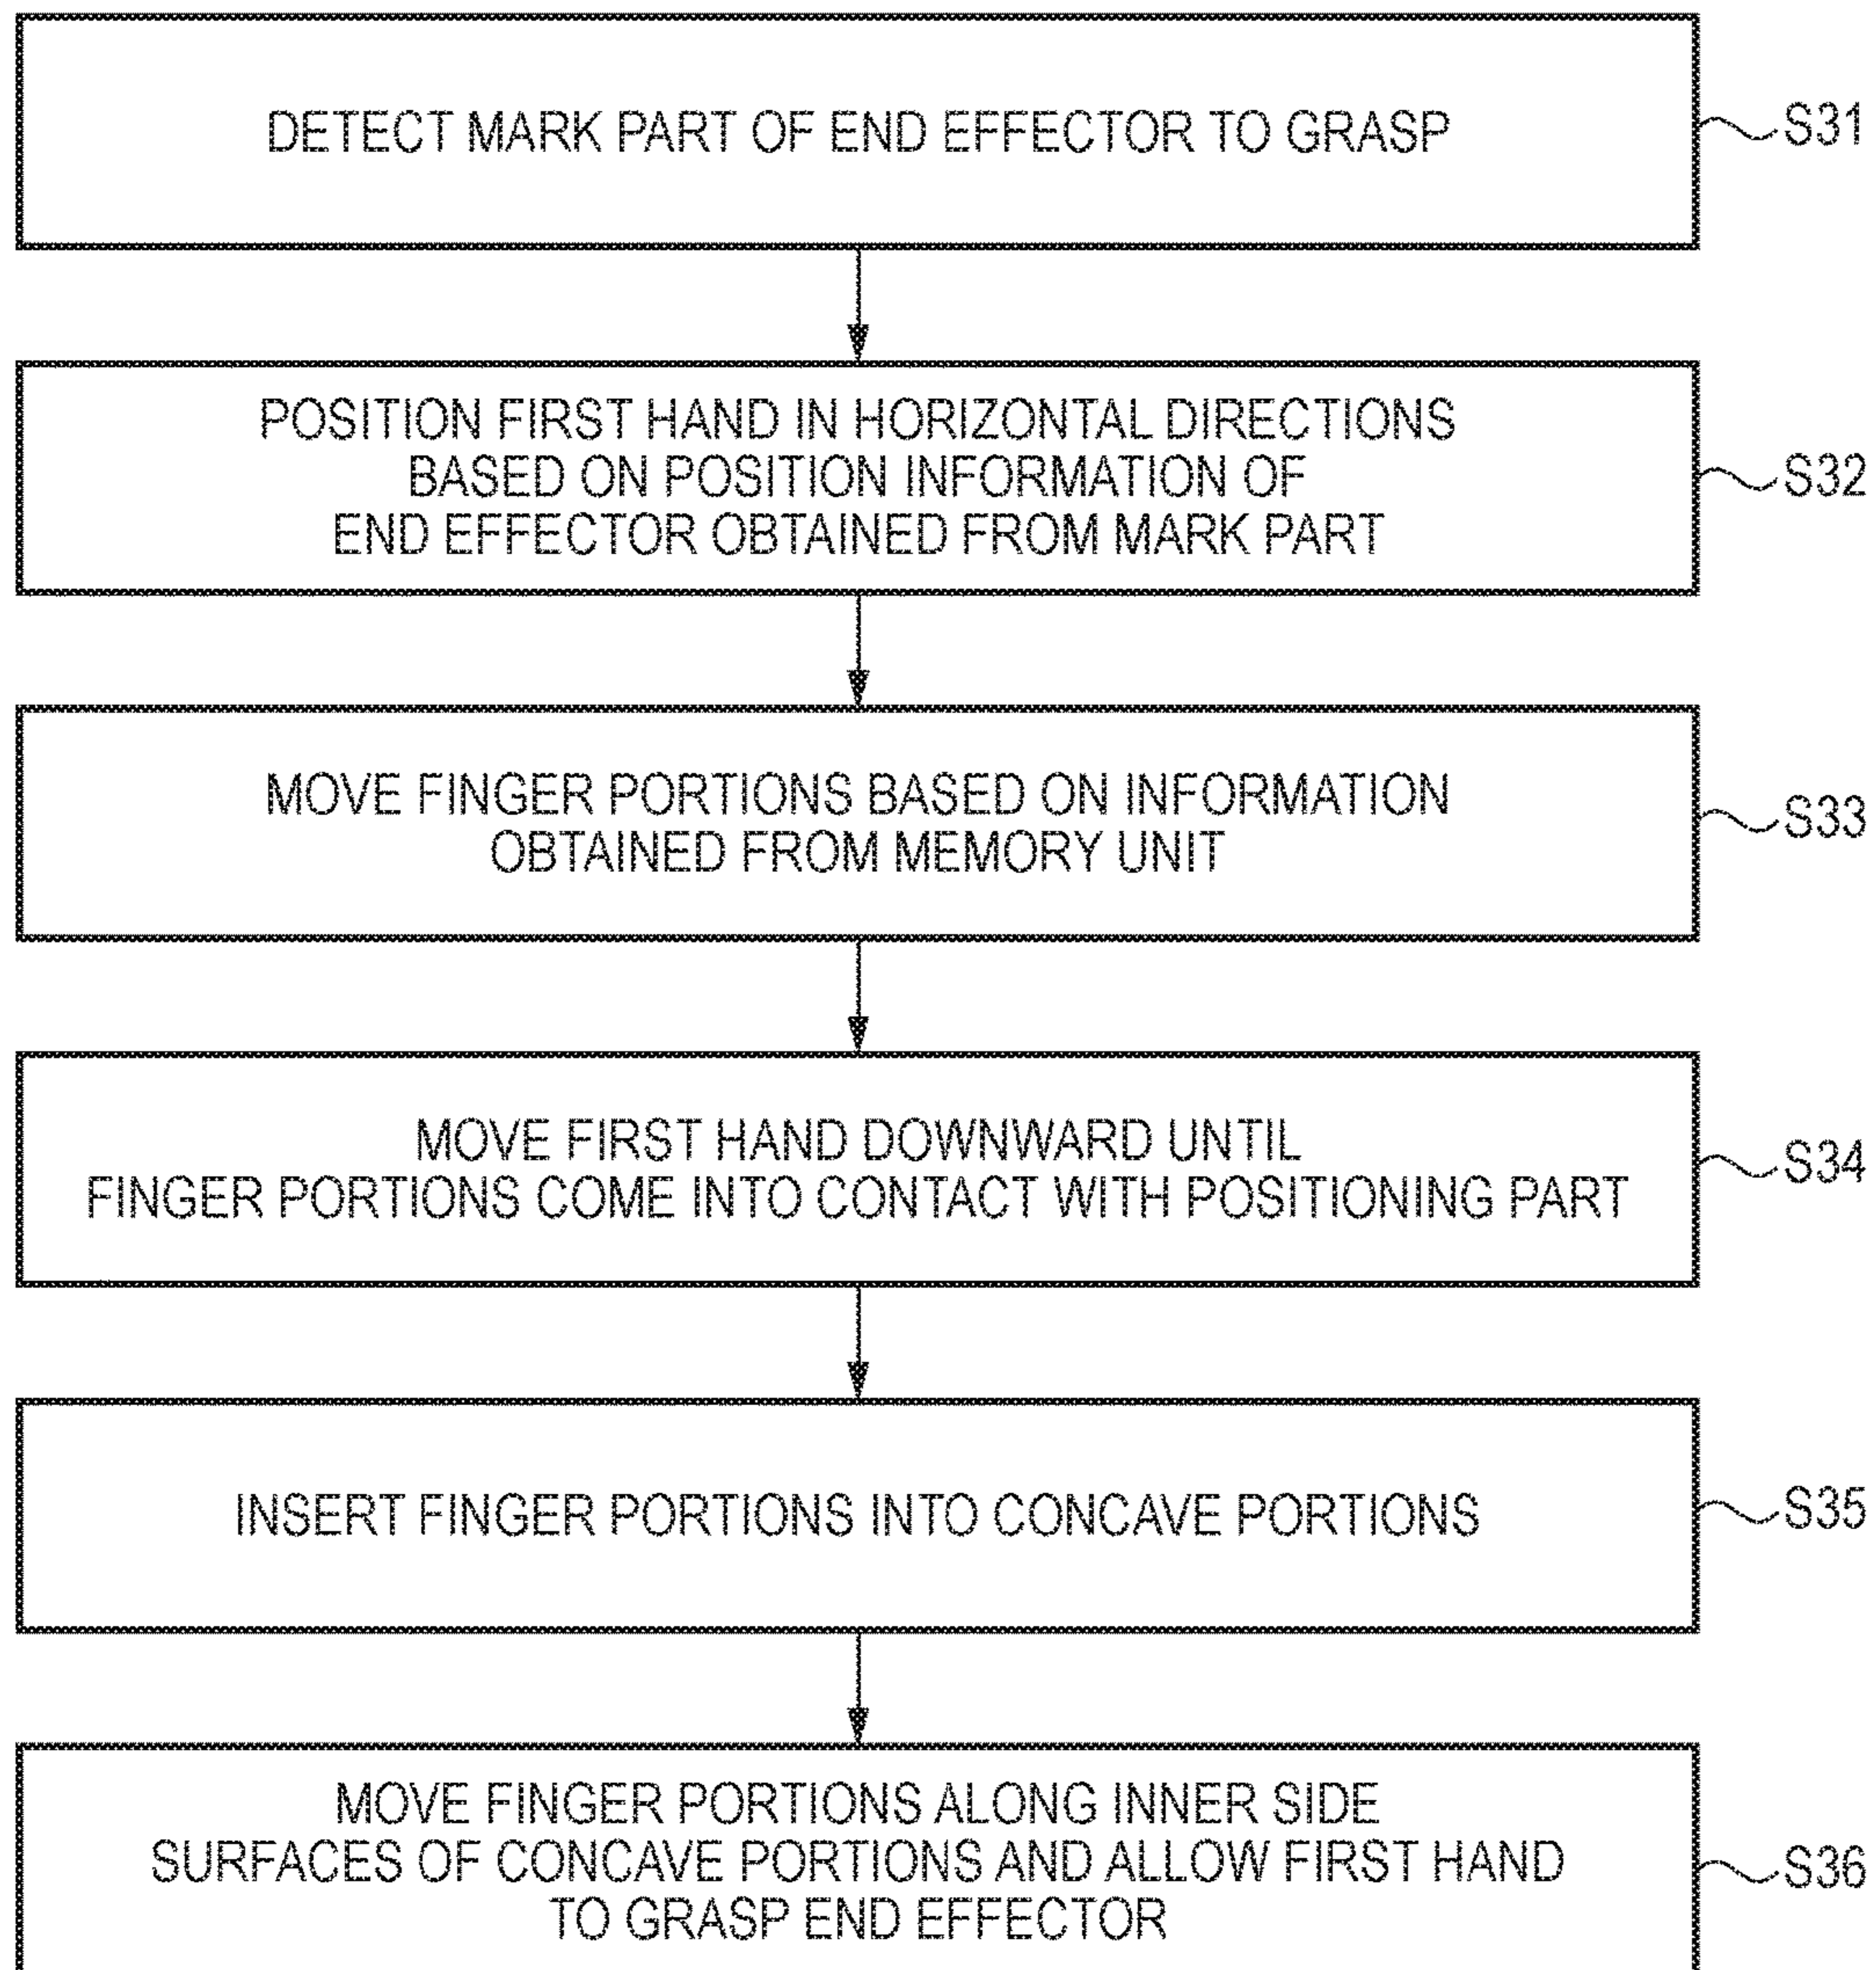 DETECT MARK PART OF END EFFECTOR TO GRASP
S31
POSITION FIRST HAND IN HORIZONTAL DIRECTIONS
BASED ON POSITION INFORMATION OF
END EFFECTOR OBTAINED FROM MARK PART
S32
MOVE FINGER PORTIONS BASED ON INFORMATION
OBTAINED FROM MEMORY UNIT
S33
MOVE FIRST HAND DOWNWARD UNTIL
FINGER PORTIONS COME INTO CONTACT WITH POSITIONING PART
S34
INSERT FINGER PORTIONS INTO CONCAVE PORTIONS
S35
MOVE FINGER PORTIONS ALONG INNER SIDE
SURFACES OF CONCAVE PORTIONS AND ALLOW FIRST HAND
TO GRASP END EFFECTOR
S36